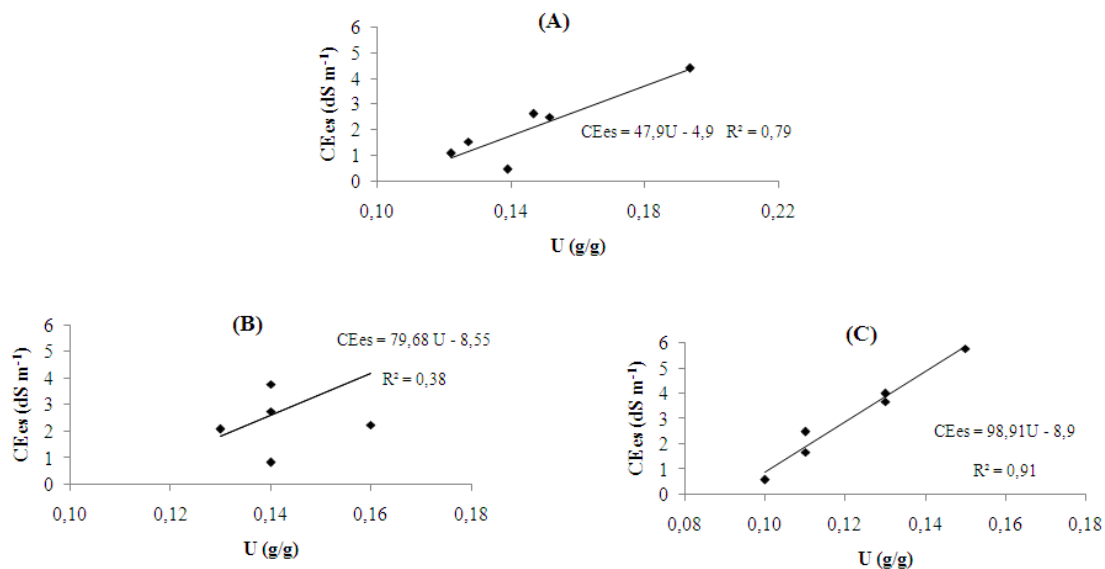 (A)
CEes (dS m⁻¹)
6
5
4
3
2
1
0
CEes = 47,9U - 4,9 R² = 0,79
0,10 0,14 0,18 0,22
U (g/g)
(B)
CEes (dS m⁻¹)
6
5
4
3
2
1
0
CEes = 79,68 U - 8,55
R² = 0,38
0,10 0,12 0,14 0,16 0,18
U (g/g)
(C)
CEes (dS m⁻¹)
6
5
4
3
2
1
0
CEes = 98,91U - 8,9
R² = 0,91
0,08 0,10 0,12 0,14 0,16 0,18
U (g/g)